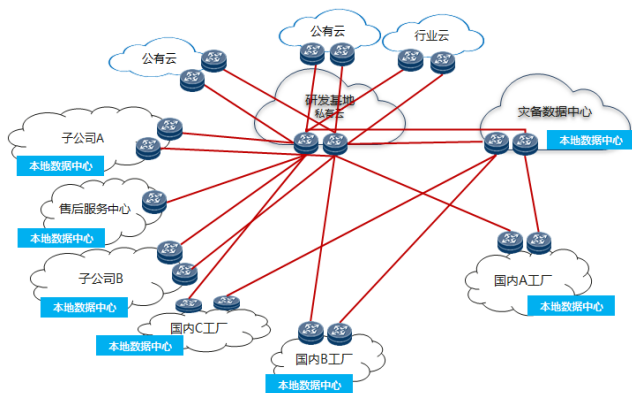 公有云
公有云
行业云
研发基地
私有云
灾备数据中心
本地数据中心
子公司A
本地数据中心
售后服务中心
本地数据中心
子公司B
本地数据中心
国内C工厂
本地数据中心
国内B工厂
本地数据中心
国内A工厂
本地数据中心